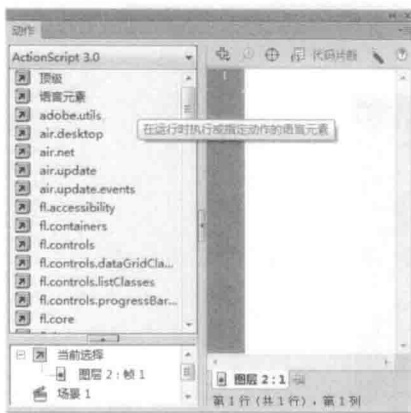 动作
ActionScript 3.0
代码片断
顶级
语言元素
adobe.utils
在运行时执行或指定动作的语言元素
air.desktop
air.net
air.update
air.update.events
fl.accessibility
fl.containers
fl.controls
fl.controls.dataGridCla...
fl.controls.listClasses
fl.controls.progressBar...
fl.core
1
当前选择
图层 2:帧 1
场景 1
图层 2:1
第 1 行 (共 1 行), 第 1 列